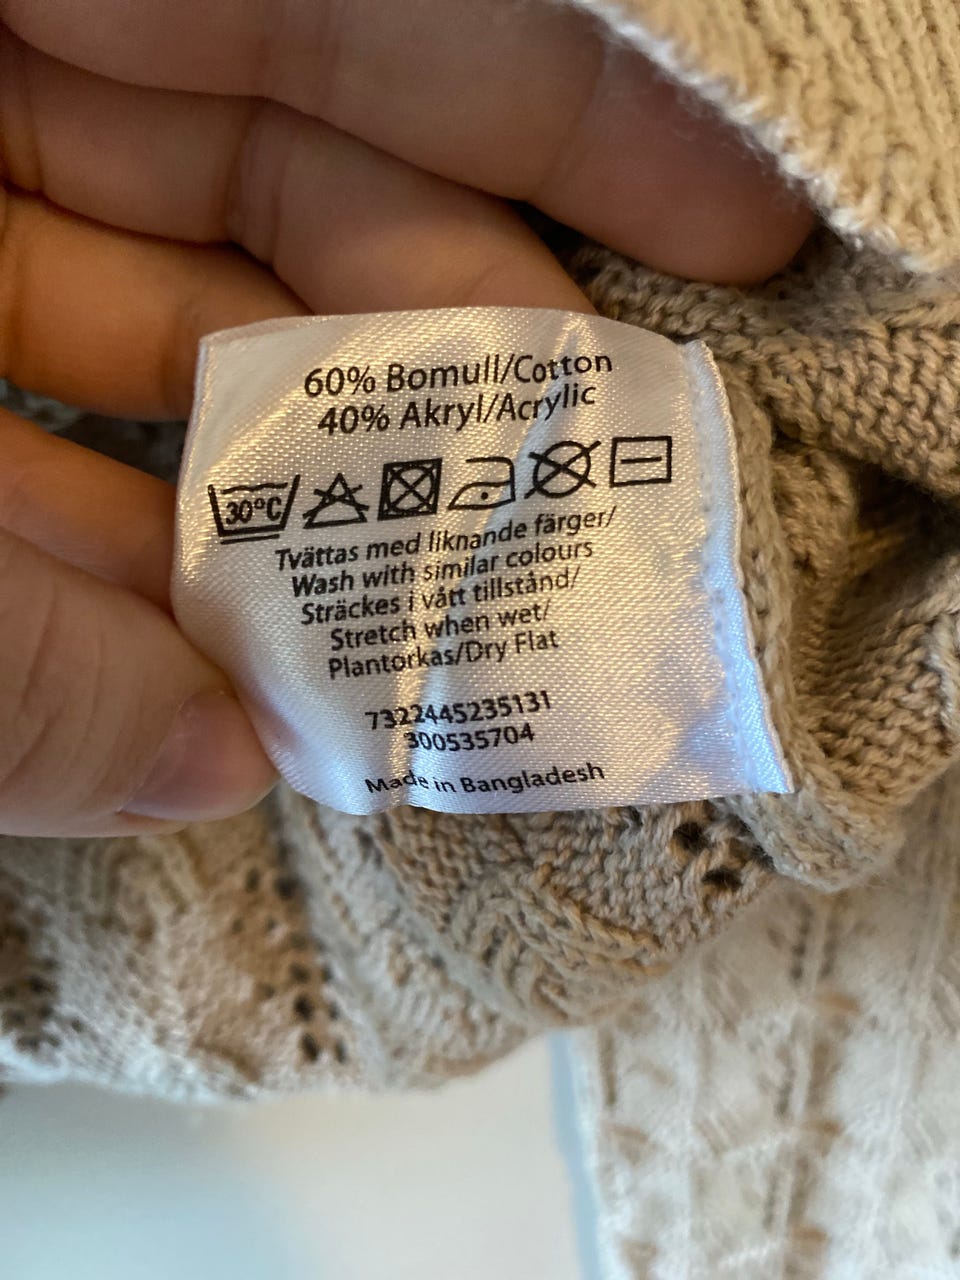 60% Bomull/Cotton
40% Akryl/Acrylic
30°C
Tvättas med liknande färger/
Wash with similar colours
Sträckes i vått tillstånd/
Stretch when wet/
Plantorkas/Dry Flat
7322445235131
300535704
Made in Bangladesh